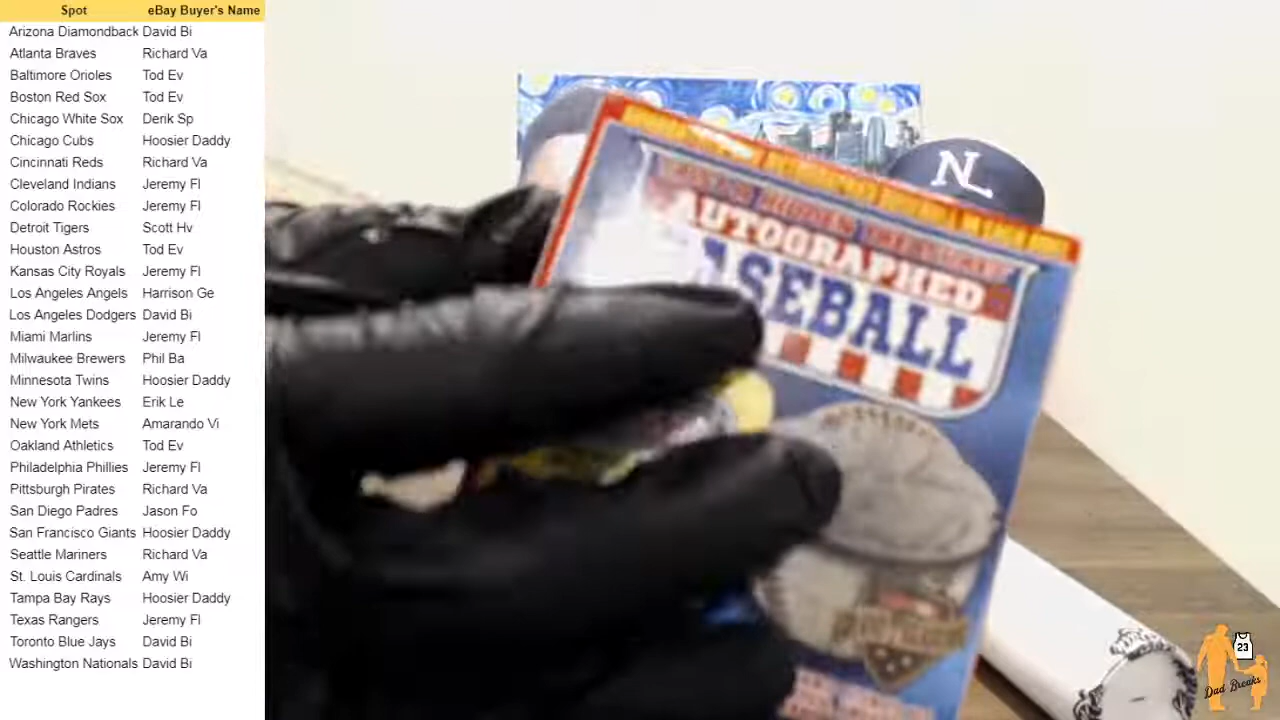 Spot eBay Buyer's Name
Arizona Diamondback David Bi
Atlanta Braves Richard Va
Baltimore Orioles Tod Ev
Boston Red Sox Tod Ev
Chicago White Sox Derik Sp
Chicago Cubs Hoosier Daddy
Cincinnati Reds Richard Va
Cleveland Indians Jeremy Fl
Colorado Rockies Jeremy Fl
Detroit Tigers Scott Hv
Houston Astros Tod Ev
Kansas City Royals Jeremy Fl
Los Angeles Angels Harrison Ge
Los Angeles Dodgers David Bi
Miami Marlins Jeremy Fl
Milwaukee Brewers Phil Ba
Minnesota Twins Hoosier Daddy
New York Yankees Erik Le
New York Mets Amarando Vi
Oakland Athletics Tod Ev
Philadelphia Phillies Jeremy Fl
Pittsburgh Pirates Richard Va
San Diego Padres Jason Fo
San Francisco Giants Hoosier Daddy
Seattle Mariners Richard Va
St. Louis Cardinals Amy Wi
Tampa Bay Rays Hoosier Daddy
Texas Rangers Jeremy Fl
Toronto Blue Jays David Bi
Washington Nationals David Bi
AUTOGRAPHED
BASEBALL
NL
23
Dad Breaks